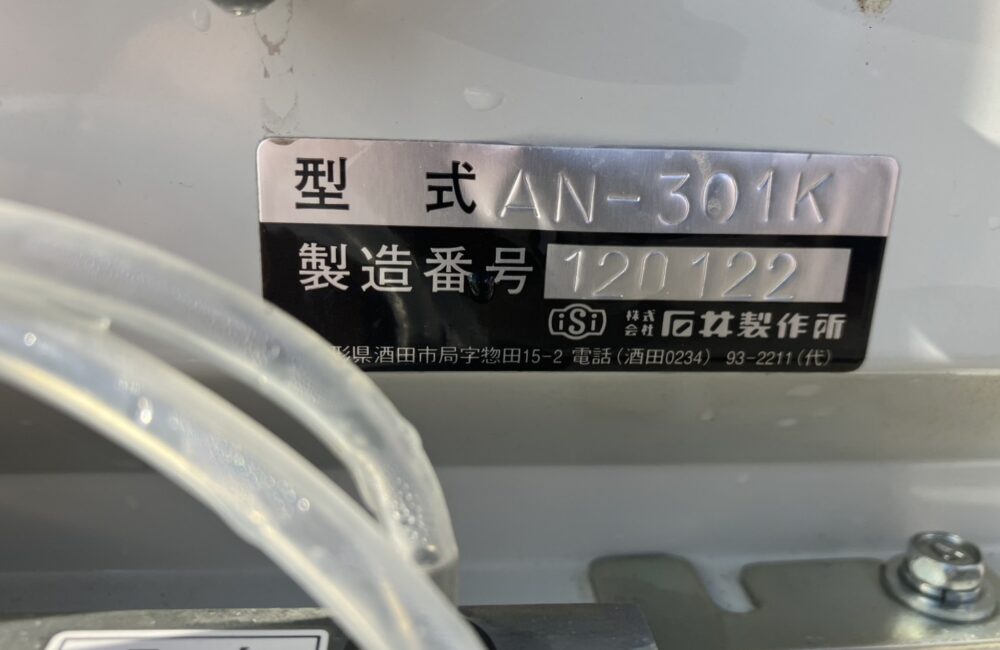 型式 AN-301K
製造番号 120122
iSi 株式会社 石井製作所
形県酒田市局字惣田15-2 電話(酒田0234) 93-2211(代)